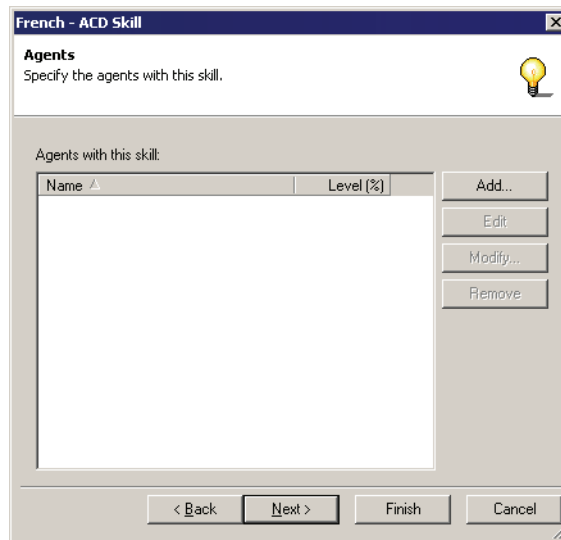 French - ACD Skill
Agents
Specify the agents with this skill.
Agents with this skill:
Name Level (%)
Add...
Edit
Modify...
Remove
< Back Next > Finish Cancel